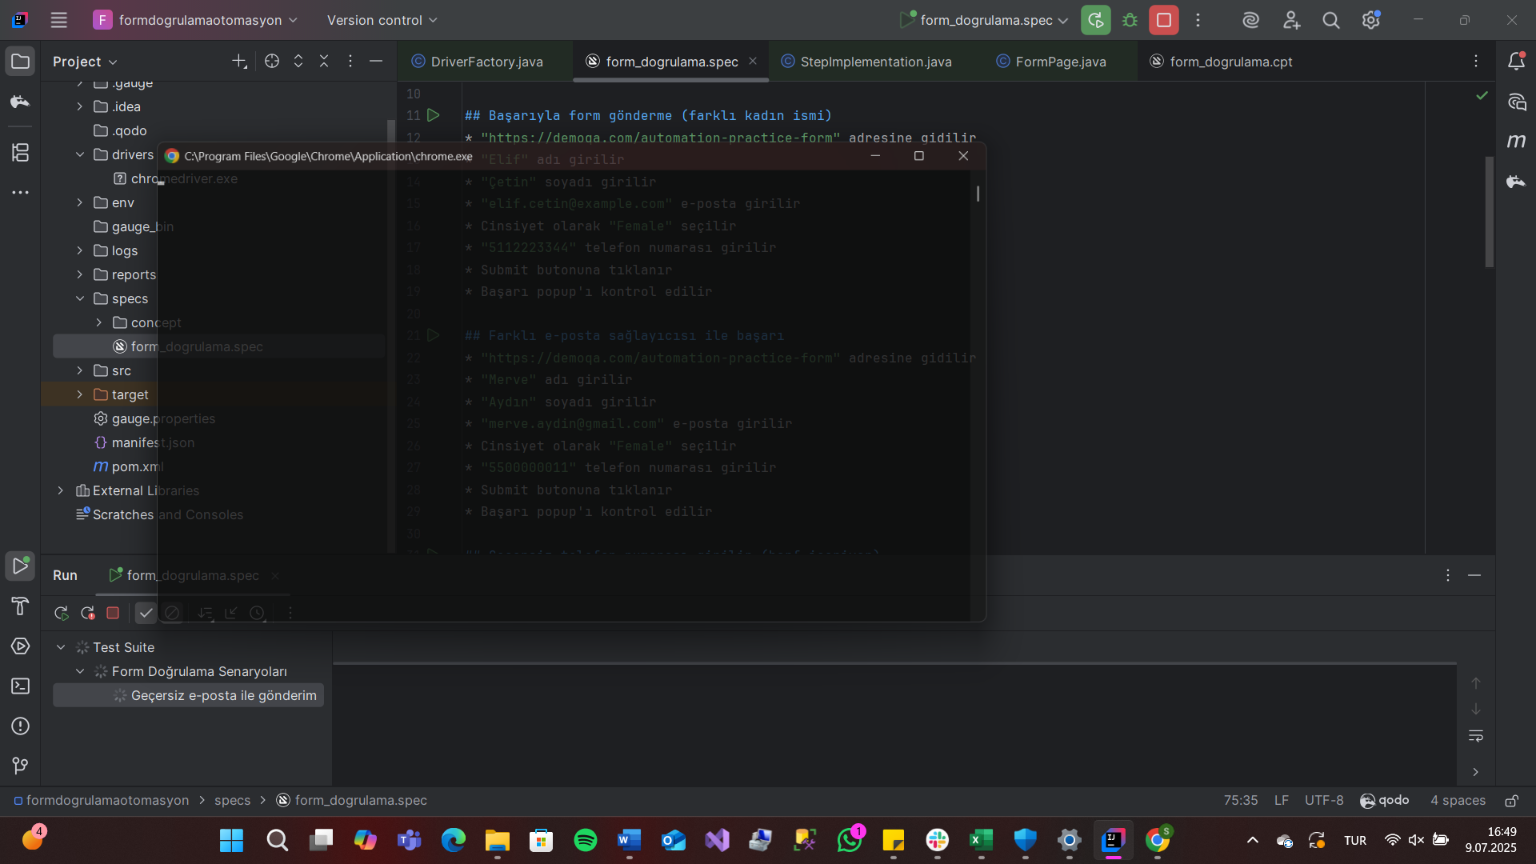 F formdogrulamaotomasyon Version control form_dogrulama.spec
Project DriverFactory.java form_dogrulama.spec StepImplementation.java FormPage.java form_dogrulama.cpt
.gauge
.idea
.qodo
drivers
chromedriver.exe
env
gauge_bin
logs
reports
specs
concept
form_dogrulama.spec
src
target
gauge.properties
manifest.json
pom.xml
External Libraries
Scratches and Consoles
10
11 ## Başarıyla form gönderme (farklı kadın ismi)
12 * "https://demoqa.com/automation-practice-form" adresine gidilir
C:\Program Files\Google\Chrome\Application\chrome.exe
* "Elif" adı girilir
14 * "Çetin" soyadı girilir
15 * "elif.cetin@example.com" e-posta girilir
16 * Cinsiyet olarak "Female" seçilir
17 * "5112223344" telefon numarası girilir
18 * Submit butonuna tıklanır
19 * Başarı popup'ı kontrol edilir
20
21 ## Farklı e-posta sağlayıcısı ile başarı
22 * "https://demoqa.com/automation-practice-form" adresine gidilir
23 * "Merve" adı girilir
24 * "Aydın" soyadı girilir
25 * "merve.aydin@gmail.com" e-posta girilir
26 * Cinsiyet olarak "Female" seçilir
27 * "5500000011" telefon numarası girilir
28 * Submit butonuna tıklanır
29 * Başarı popup'ı kontrol edilir
30
Run form_dogrulama.spec
Test Suite
Form Doğrulama Senaryoları
Geçersiz e-posta ile gönderim
formdogrulamaotomasyon > specs > form_dogrulama.spec 75:35 LF UTF-8 qodo 4 spaces
4 1 S TUR 16:49
9.07.2025